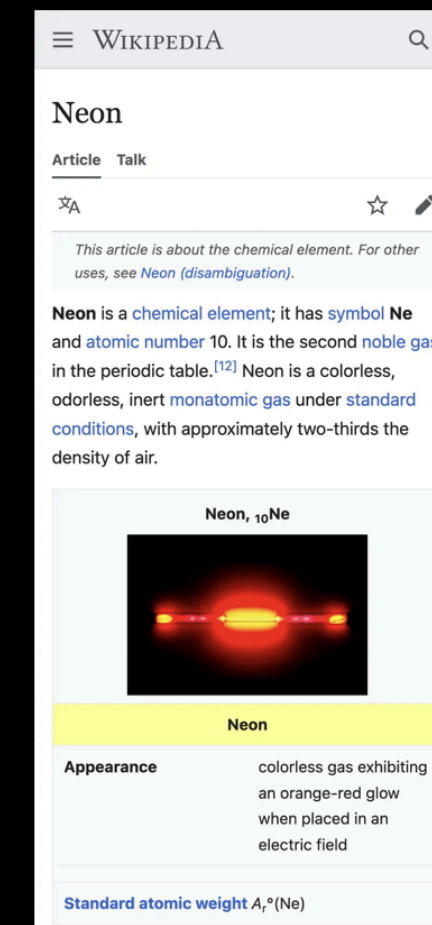 WIKIPEDIA
Neon
Article Talk
This article is about the chemical element. For other
uses, see Neon (disambiguation).
Neon is a chemical element; it has symbol Ne
and atomic number 10. It is the second noble gas
in the periodic table.[12] Neon is a colorless,
odorless, inert monatomic gas under standard
conditions, with approximately two-thirds the
density of air.
Neon, 10Ne
Neon
Appearance colorless gas exhibiting
an orange-red glow
when placed in an
electric field
Standard atomic weight Ar°(Ne)